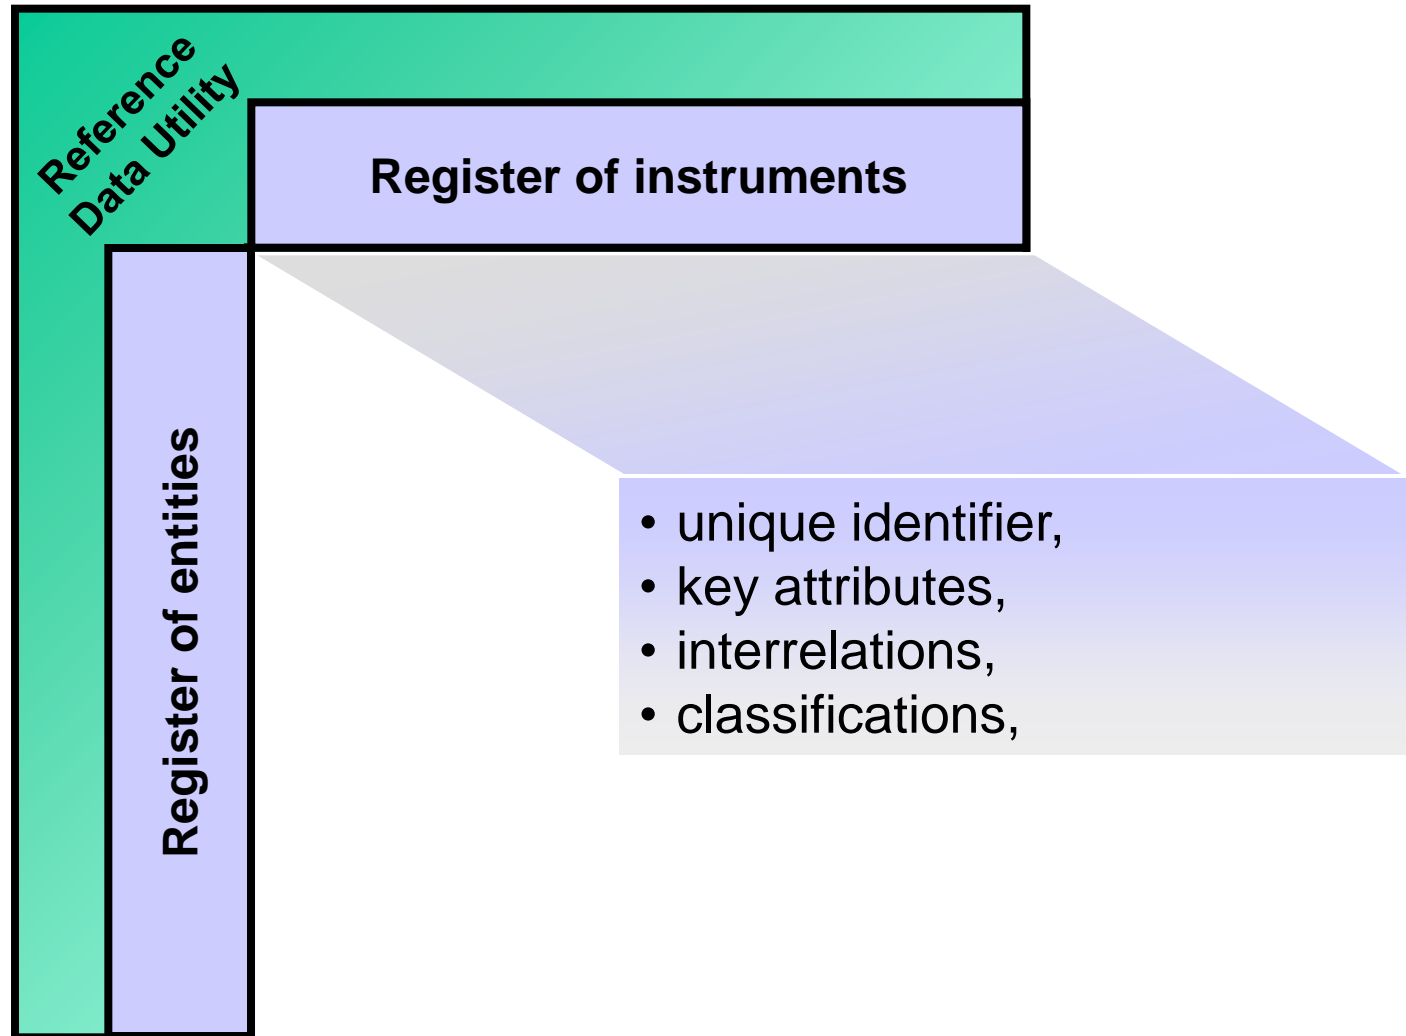 Reference
Data Utility
Register of instruments
Register of entities
• unique identifier,
• key attributes,
• interrelations,
• classifications,